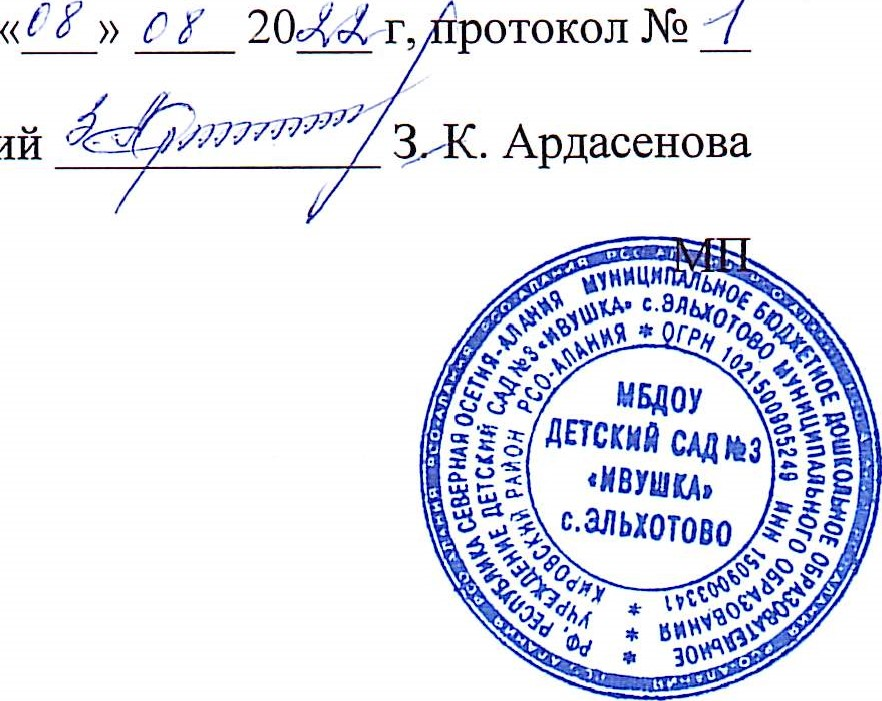 «08» 08 2022 г, протокол № 1
ий З. К. Ардасенова
МП
РФ, РЕСПУБЛИКА СЕВЕРНАЯ ОСЕТИЯ-АЛАНИЯ МУНИЦИПАЛЬНОЕ БЮДЖЕТНОЕ ДОШКОЛЬНОЕ ОБРАЗОВАТЕЛЬНОЕ
УЧРЕЖДЕНИЕ ДЕТСКИЙ САД №3 «ИВУШКА» с.ЭЛЬХОТОВО МУНИЦИПАЛЬНОГО ОБРАЗОВАНИЯ
КИРОВСКИЙ РАЙОН РСО-АЛАНИЯ * ОГРН 1021500905249 ИНН 1509003341 *
МБДОУ
ДЕТСКИЙ САД №3
«ИВУШКА»
с.ЭЛЬХОТОВО